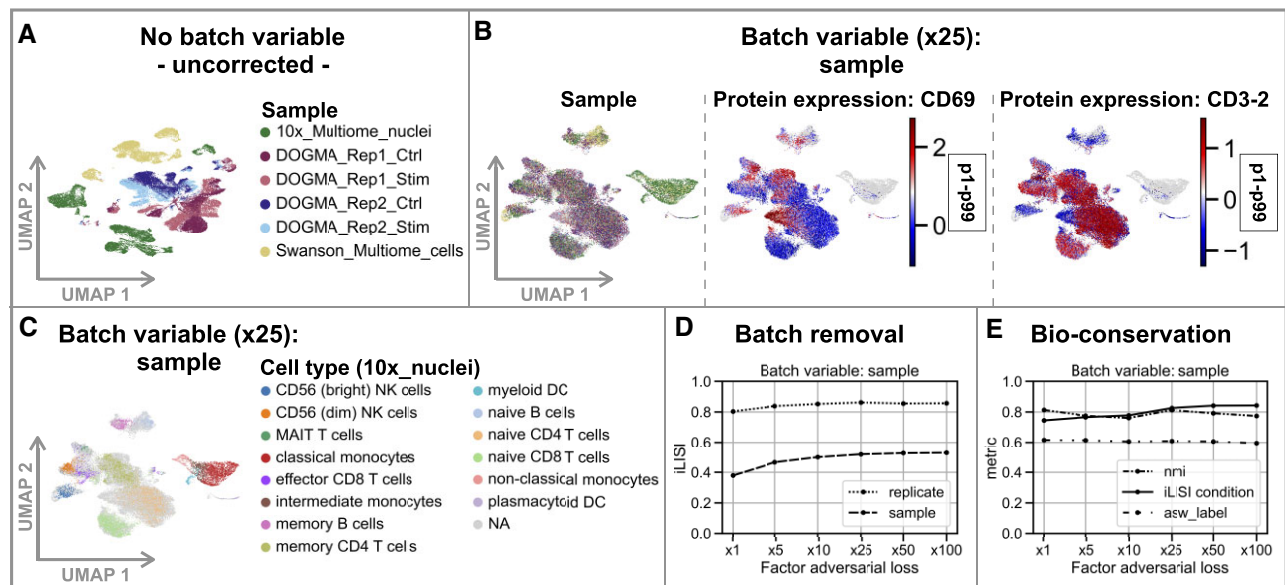 A
No batch variable
- uncorrected -
Sample
10x_Multiome_nuclei
DOGMA_Rep1_Ctrl
DOGMA_Rep1_Stim
DOGMA_Rep2_Ctrl
DOGMA_Rep2_Stim
Swanson_Multiome_cells
UMAP 2
UMAP 1
B
Batch variable (x25):
sample
Sample
Protein expression: CD69
Protein expression: CD3-2
2
0
p1-p99
1
0
−1
p1-p99
UMAP 2
UMAP 1
C
Batch variable (x25):
sample
Cell type (10x_nuclei)
CD56 (bright) NK cells
CD56 (dim) NK cells
MAIT T cells
classical monocytes
effector CD8 T cells
intermediate monocytes
memory B cells
memory CD4 T cells
myeloid DC
naive B cells
naive CD4 T cells
naive CD8 T cells
non-classical monocytes
plasmacytoid DC
NA
UMAP 2
UMAP 1
D
Batch removal
Batch variable: sample
iLISI
1.0
0.8
0.6
0.4
0.2
0.0
replicate
sample
x1 x5 x10 x25 x50 x100
Factor adversarial loss
E
Bio-conservation
Batch variable: sample
metric
1.0
0.8
0.6
0.4
0.2
0.0
iLISI condition
asw_label
x1 x5 x10 x25 x50 x100
Factor adversarial loss